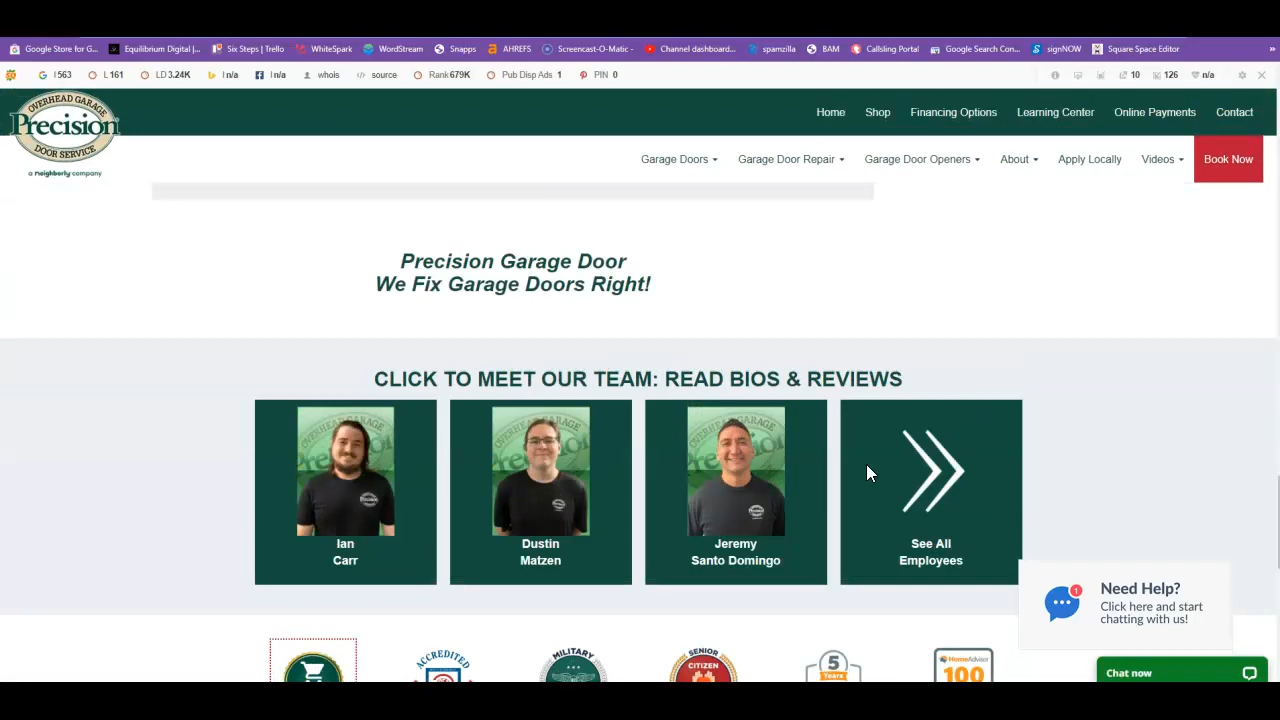 Google Store for G... Equilibrium Digital |... Six Steps | Trello WhiteSpark WordStream Snapps AHREFS Screencast-O-Matic - Channel dashboard... spamzilla BAM CallsIing Portal Google Search Con... signNOW Square Space Editor »
I 563 L 161 LD 3.24K I n/a I n/a whois source Rank 679K Pub Disp Ads 1 PIN 0 10 126 n/a
OVERHEAD GARAGE
Precision
DOOR SERVICE
a neighborly company
Home Shop Financing Options Learning Center Online Payments Contact
Garage Doors Garage Door Repair Garage Door Openers About Apply Locally Videos Book Now
Precision Garage Door
We Fix Garage Doors Right!
CLICK TO MEET OUR TEAM: READ BIOS & REVIEWS
Ian
Carr
Dustin
Matzen
Jeremy
Santo Domingo
See All
Employees
1
Need Help?
Click here and start
chatting with us!
ACCREDITED
MILITARY
SENIOR
CITIZEN
5
Years
HomeAdvisor
100
Chat now